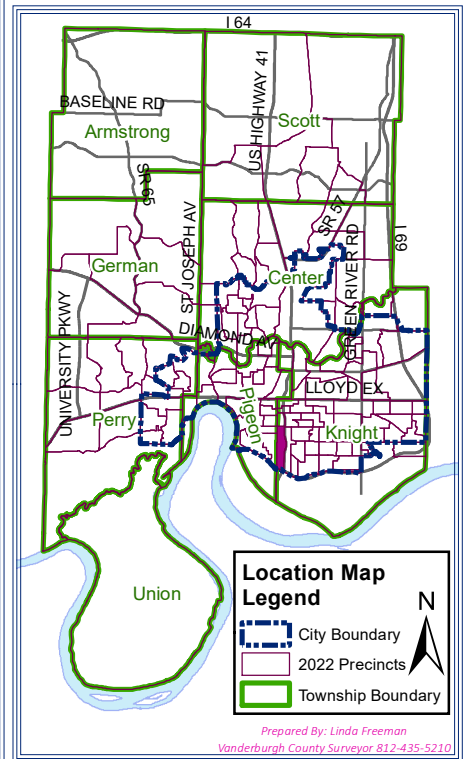 I 64
US HIGHWAY 41
BASELINE RD
Scott
Armstrong
SR 65
ST JOSEPH AV
SR 57
GREEN RIVER RD
I 69
German
Center
UNIVERSITY PKWY
DIAMOND AV
LLOYD EX
Perry
Pigeon
Knight
Union
Location Map
Legend
N
City Boundary
2022 Precincts
Township Boundary
Prepared By: Linda Freeman
Vanderburgh County Surveyor 812-435-5210